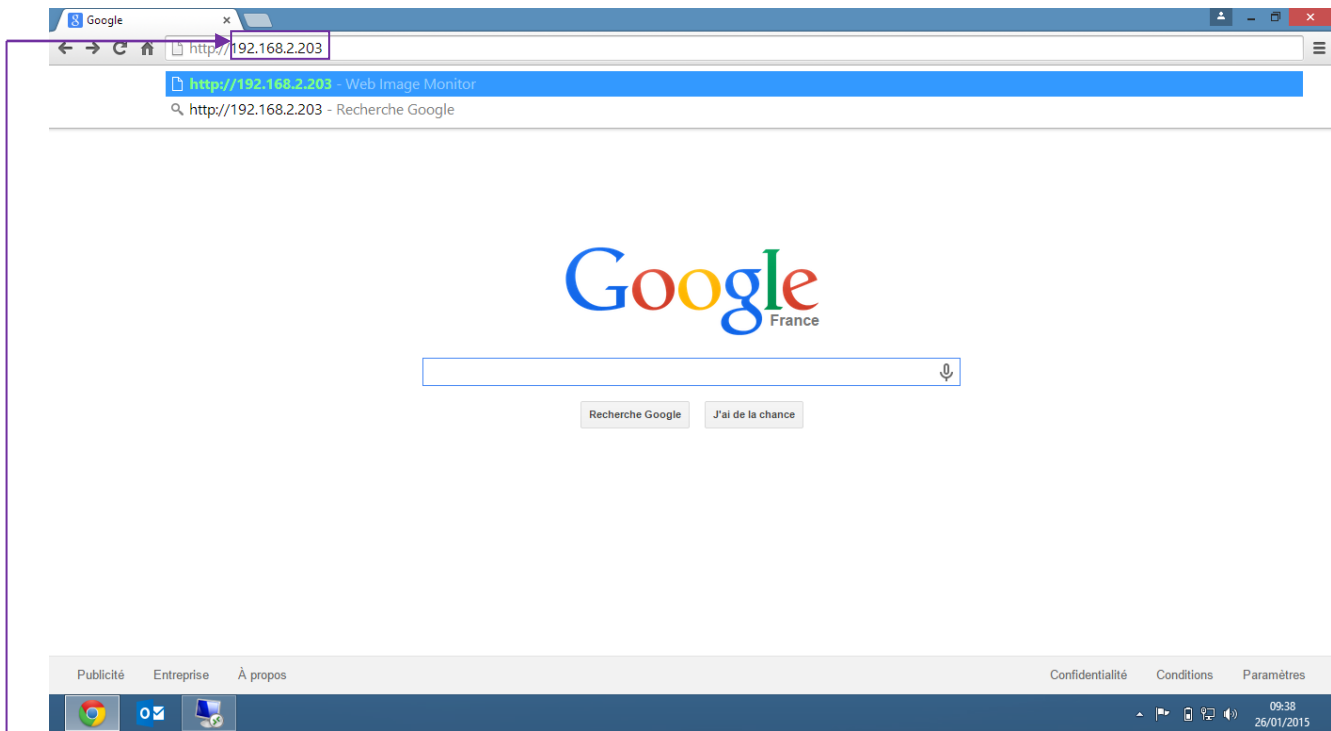 Google
http://192.168.2.203
http://192.168.2.203 - Web Image Monitor
http://192.168.2.203 - Recherche Google
Google
France
Recherche Google
J'ai de la chance
Publicité Entreprise À propos Confidentialité Conditions Paramètres
09:38
26/01/2015